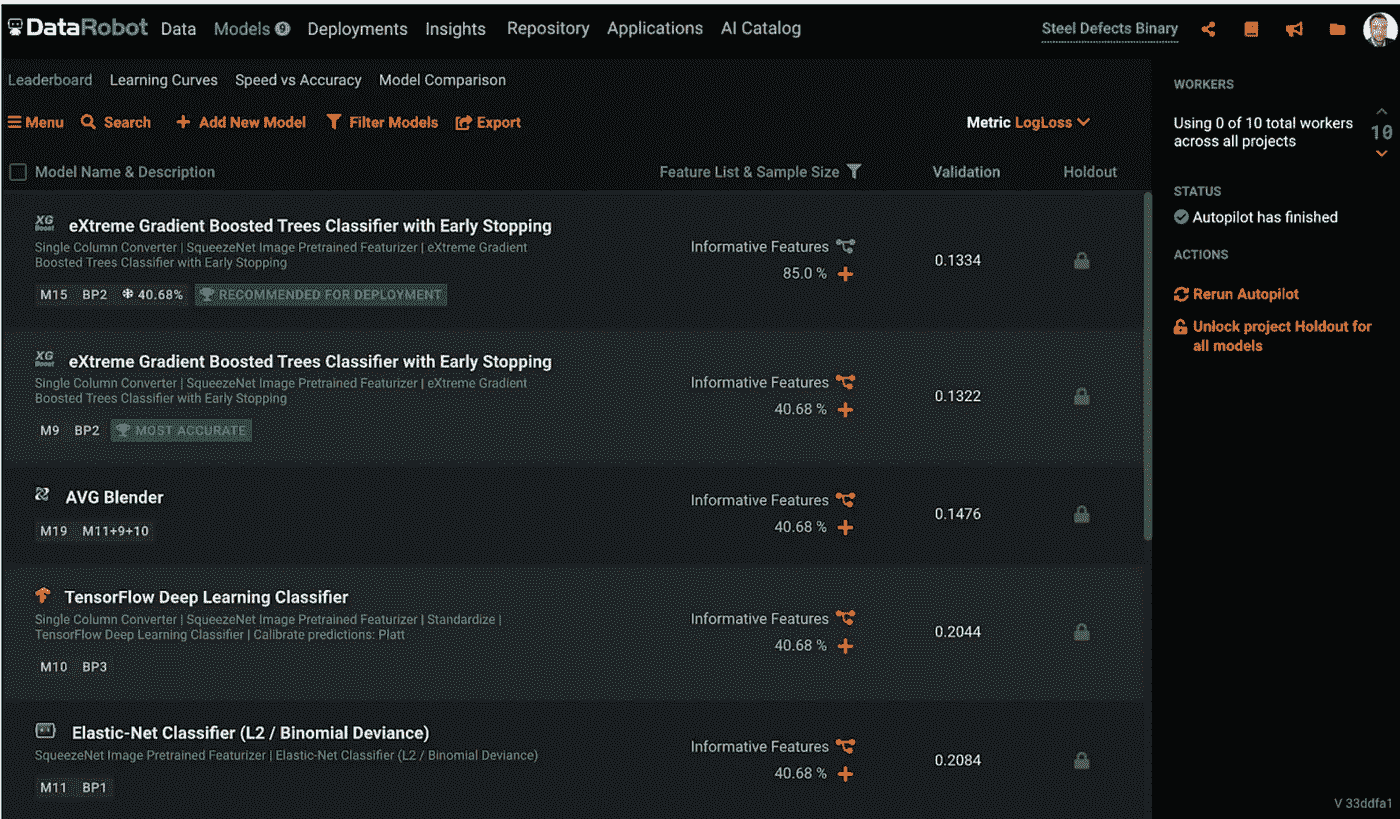 DataRobot Data Models 9 Deployments Insights Repository Applications AI Catalog Steel Defects Binary
Leaderboard Learning Curves Speed vs Accuracy Model Comparison
Menu Search Add New Model Filter Models Export Metric LogLoss
Model Name & Description Feature List & Sample Size Validation Holdout
XG Boost eXtreme Gradient Boosted Trees Classifier with Early Stopping
Single Column Converter | SqueezeNet Image Pretrained Featurizer | eXtreme Gradient
Boosted Trees Classifier with Early Stopping
M15 BP2 40.68% RECOMMENDED FOR DEPLOYMENT
Informative Features
85.0 %
0.1334
XG Boost eXtreme Gradient Boosted Trees Classifier with Early Stopping
Single Column Converter | SqueezeNet Image Pretrained Featurizer | eXtreme Gradient
Boosted Trees Classifier with Early Stopping
M9 BP2 MOST ACCURATE
Informative Features
40.68 %
0.1322
AVG Blender
M19 M11+9+10
Informative Features
40.68 %
0.1476
TensorFlow Deep Learning Classifier
Single Column Converter | SqueezeNet Image Pretrained Featurizer | Standardize |
TensorFlow Deep Learning Classifier | Calibrate predictions: Platt
M10 BP3
Informative Features
40.68 %
0.2044
Elastic-Net Classifier (L2 / Binomial Deviance)
SqueezeNet Image Pretrained Featurizer | Elastic-Net Classifier (L2 / Binomial Deviance)
M11 BP1
Informative Features
40.68 %
0.2084
WORKERS
Using 0 of 10 total workers
across all projects
10
STATUS
Autopilot has finished
ACTIONS
Rerun Autopilot
Unlock project Holdout for
all models
V 33ddfa1